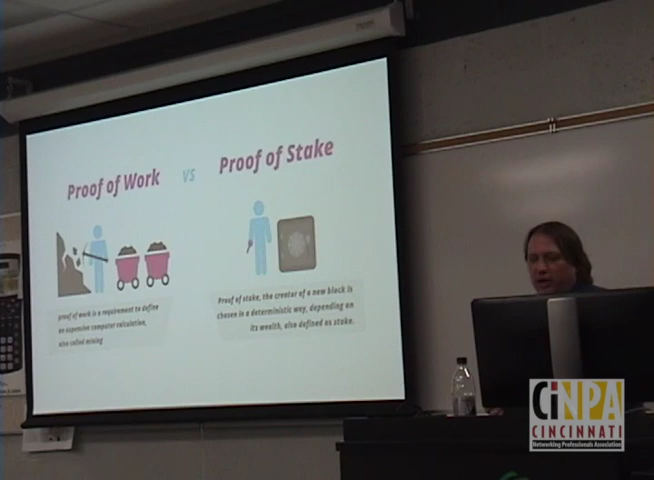 Proof of Work VS Proof of Stake
proof of work is a requirement to define
an expensive computer calculation,
also called mining
Proof of stake, the creator of a new block is
chosen in a deterministic way, depending on
its wealth, also defined as stake.
CiNPA
CINCINNATI
Networking Professionals Association